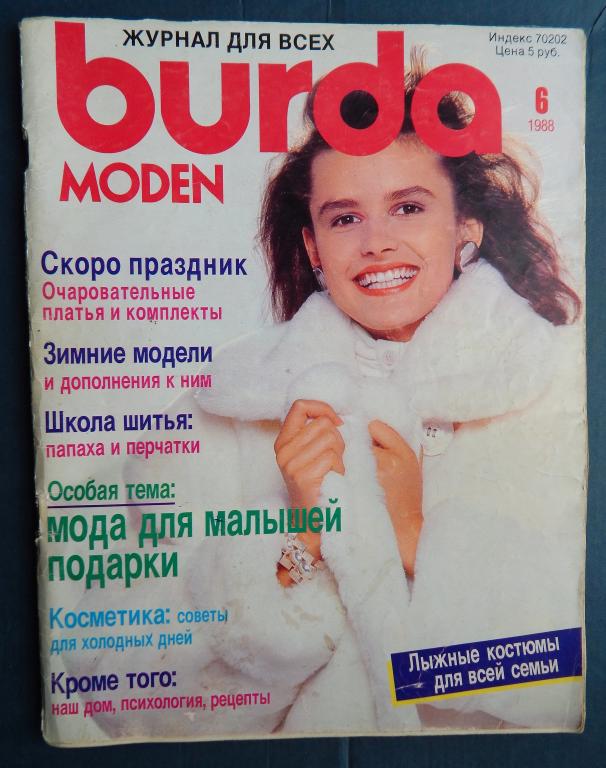 ЖУРНАЛ ДЛЯ ВСЕХ
Индекс 70202
Цена 5 руб.
burda
6
1988
MODEN
Скоро праздник
Очаровательные
платья и комплекты
Зимние модели
и дополнения к ним
Школа шитья:
папаха и перчатки
Особая тема:
мода для малышей
подарки
Косметика: советы
для холодных дней
Кроме того:
наш дом, психология, рецепты
Лыжные костюмы
для всей семьи